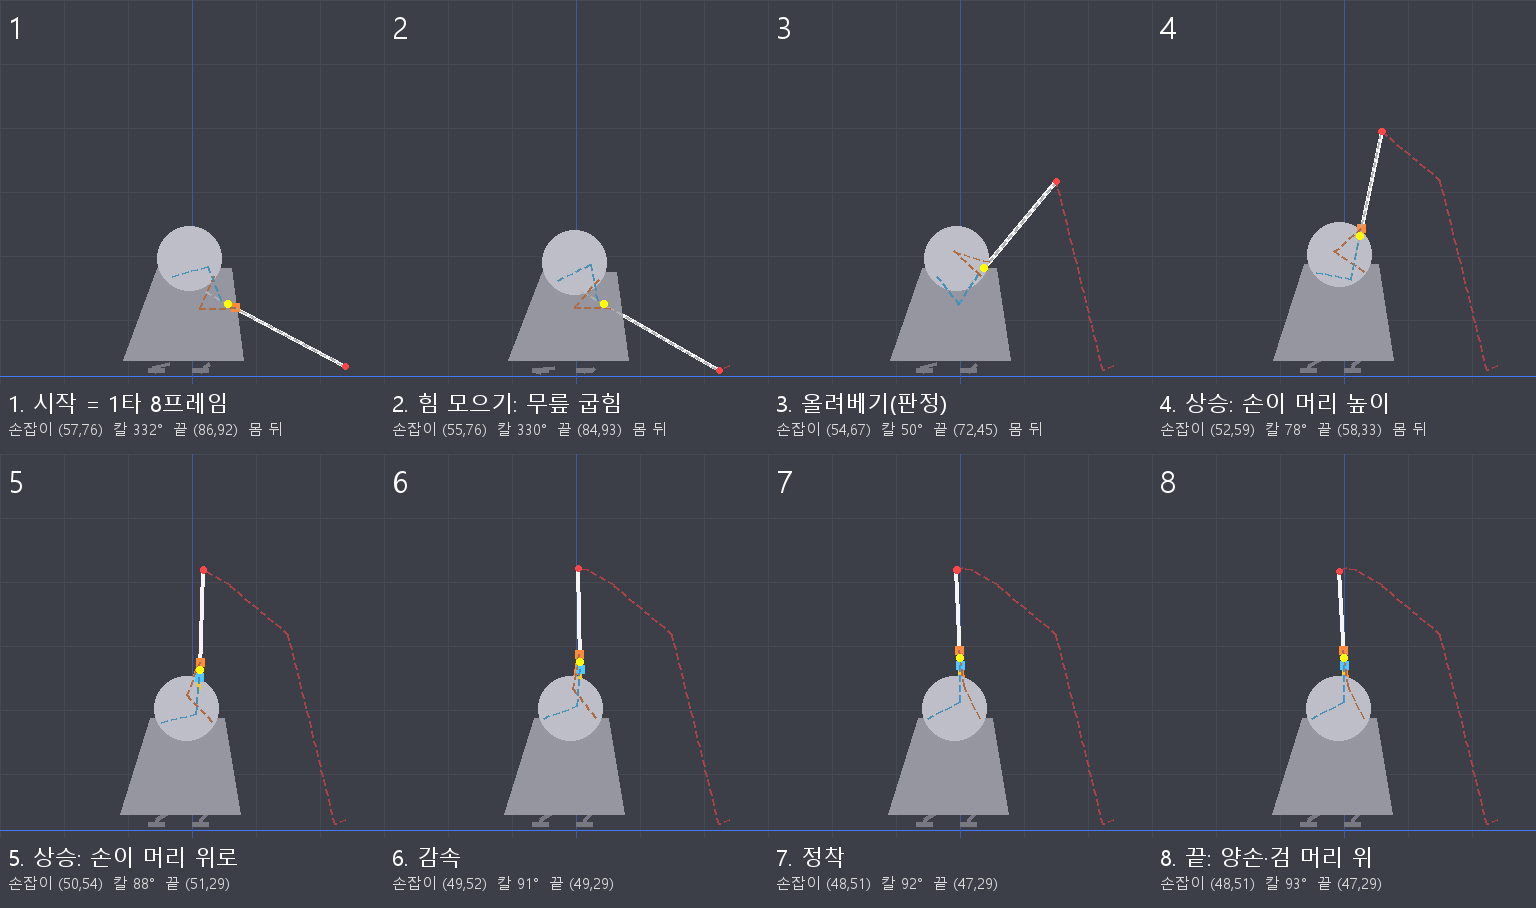 1
2
3
4
1. 시작 = 1타 8프레임
손잡이 (57,76) 칼 332° 끝 (86,92) 몸 뒤
2. 힘 모으기: 무릎 굽힘
손잡이 (55,76) 칼 330° 끝 (84,93) 몸 뒤
3. 올려베기(판정)
손잡이 (54,67) 칼 50° 끝 (72,45) 몸 뒤
4. 상승: 손이 머리 높이
손잡이 (52,59) 칼 78° 끝 (58,33) 몸 뒤
5
6
7
8
5. 상승: 손이 머리 위로
손잡이 (50,54) 칼 88° 끝 (51,29)
6. 감속
손잡이 (49,52) 칼 91° 끝 (49,29)
7. 정착
손잡이 (48,51) 칼 92° 끝 (47,29)
8. 끝: 양손·검 머리 위
손잡이 (48,51) 칼 93° 끝 (47,29)